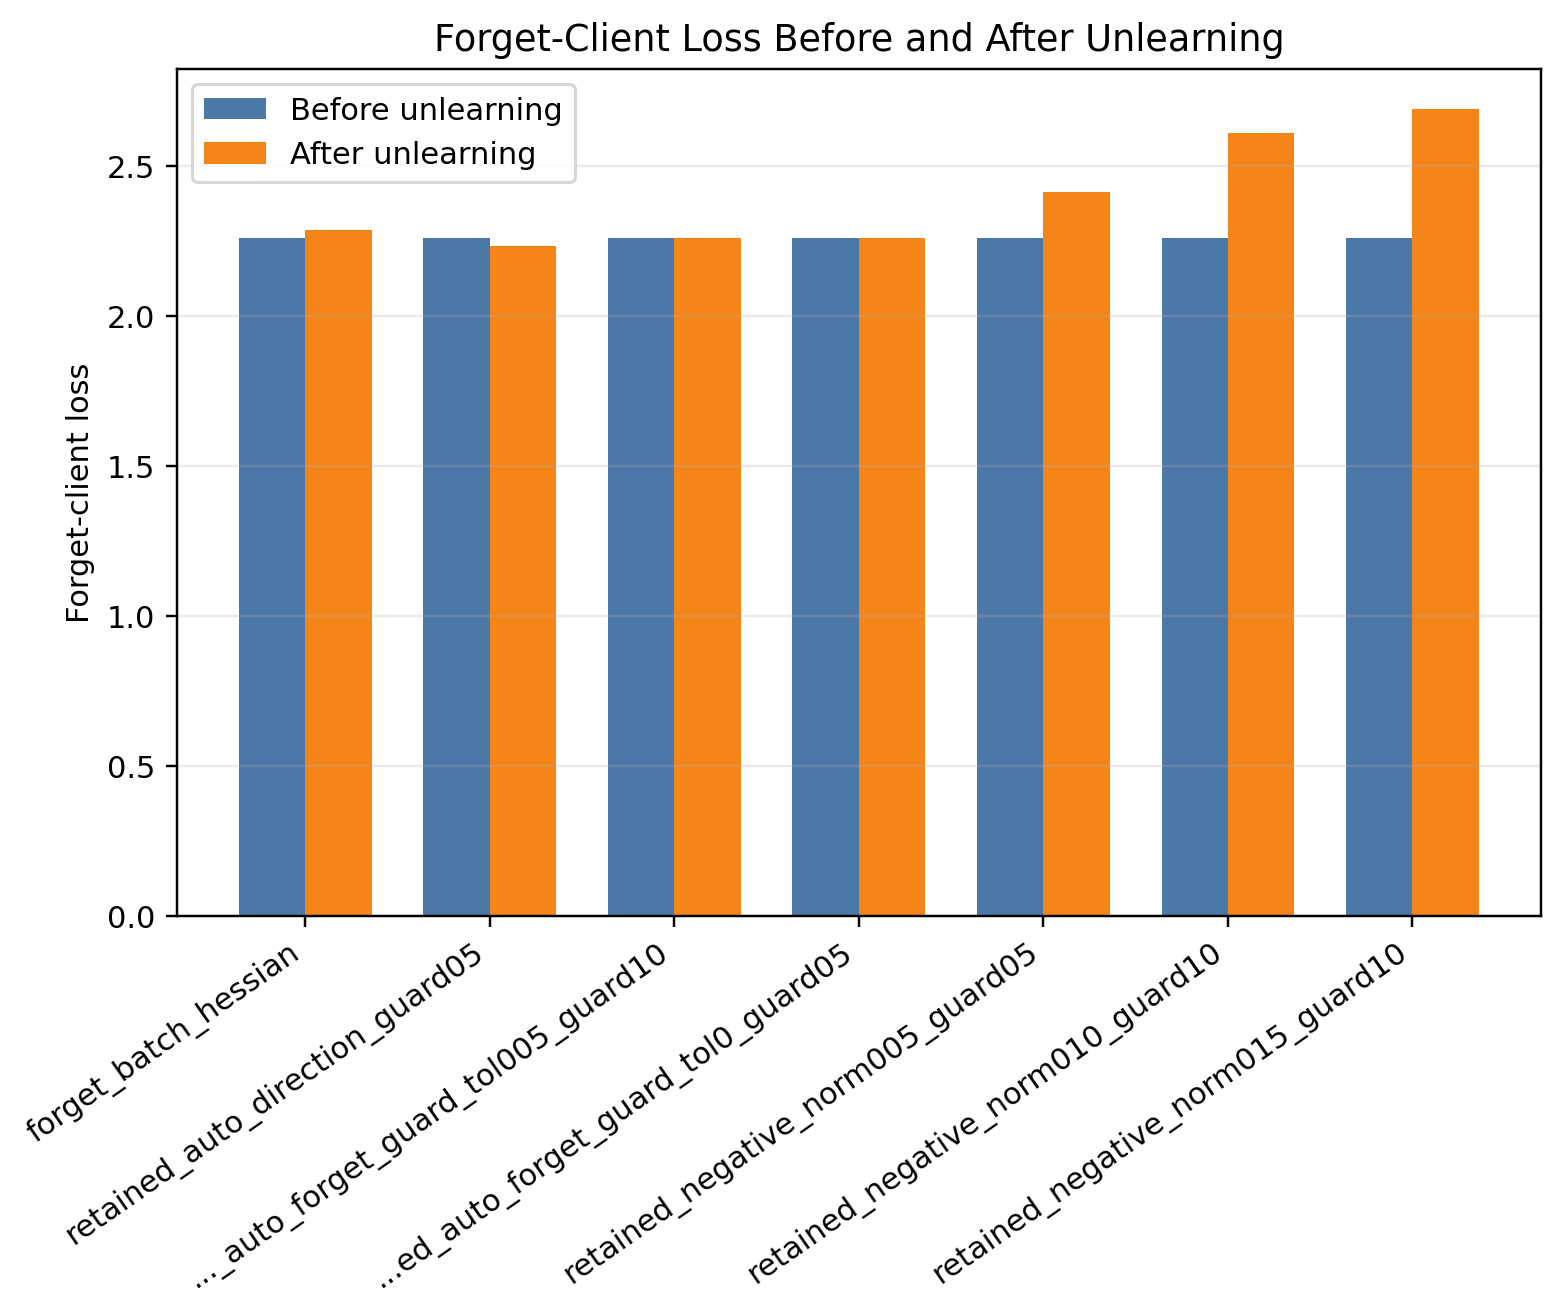 Forget-Client Loss Before and After Unlearning
Before unlearning
After unlearning
Forget-client loss
2.5
2.0
1.5
1.0
0.5
0.0
forget_batch_hessian
retained_auto_direction_guard05
..._auto_forget_guard_tol005_guard10
...ed_auto_forget_guard_tol0_guard05
retained_negative_norm005_guard05
retained_negative_norm010_guard10
retained_negative_norm015_guard10